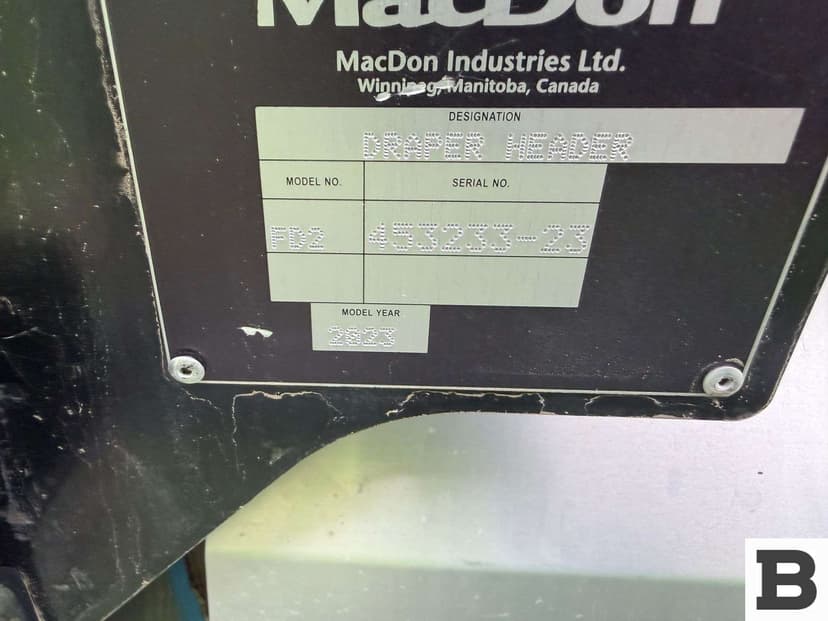 MacDon
MacDon Industries Ltd.
Winnipeg, Manitoba, Canada
DESIGNATION
DRAPER HEADER
MODEL NO. SERIAL NO.
FD2 453233-23
MODEL YEAR
2023
B